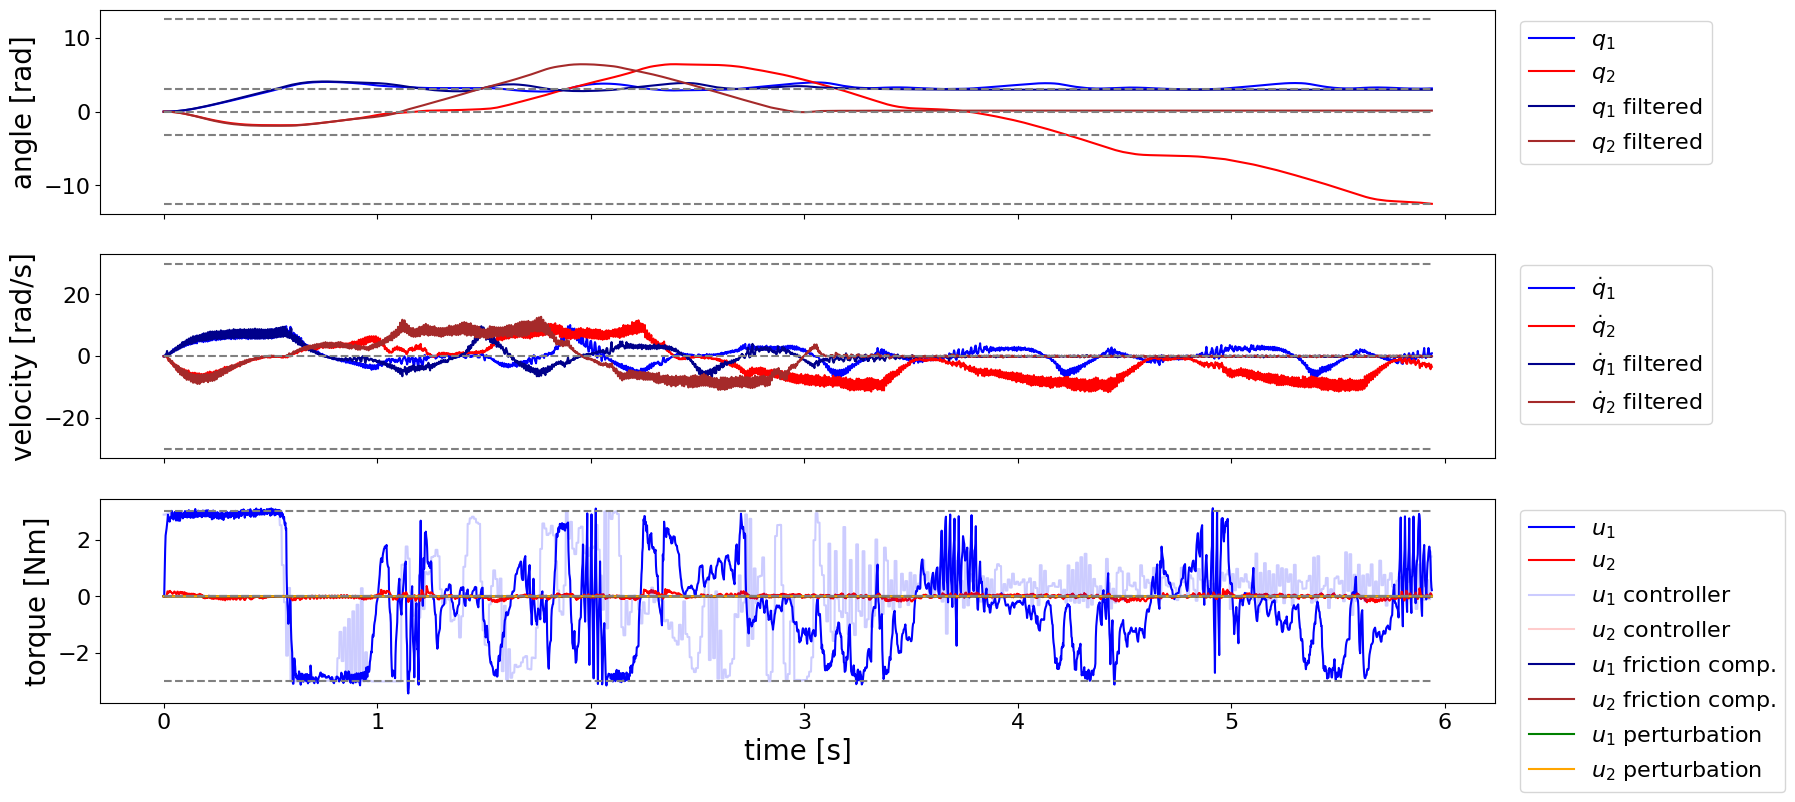 angle [rad]
10
0
−10
q₁
q₂
q₁ filtered
q₂ filtered
velocity [rad/s]
20
0
−20
q̇₁
q̇₂
q̇₁ filtered
q̇₂ filtered
torque [Nm]
2
0
−2
0 1 2 3 4 5 6
time [s]
u₁
u₂
u₁ controller
u₂ controller
u₁ friction comp.
u₂ friction comp.
u₁ perturbation
u₂ perturbation